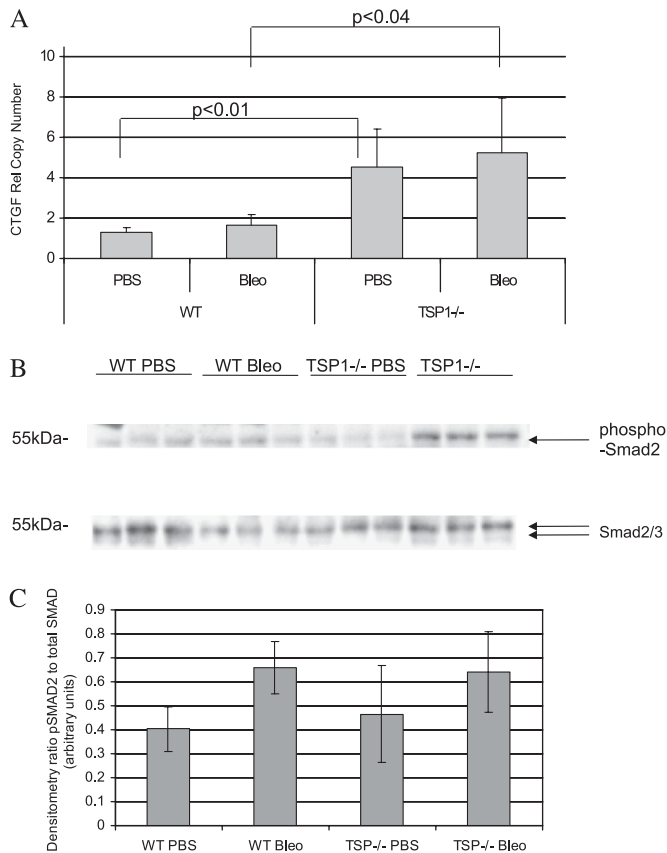 A
p<0.04
10
8
6
4
2
0
CTGF Rel Copy Number
p<0.01
PBS Bleo PBS Bleo
WT TSP1-/-
B
WT PBS WT Bleo TSP1-/- PBS TSP1-/-
55kDa-
phospho
-Smad2
55kDa-
Smad2/3
C
Densitometry ratio pSMAD2 to total SMAD
(arbitrary units)
0.9
0.8
0.7
0.6
0.5
0.4
0.3
0.2
0.1
0
WT PBS WT Bleo TSP-/- PBS TSP-/- Bleo